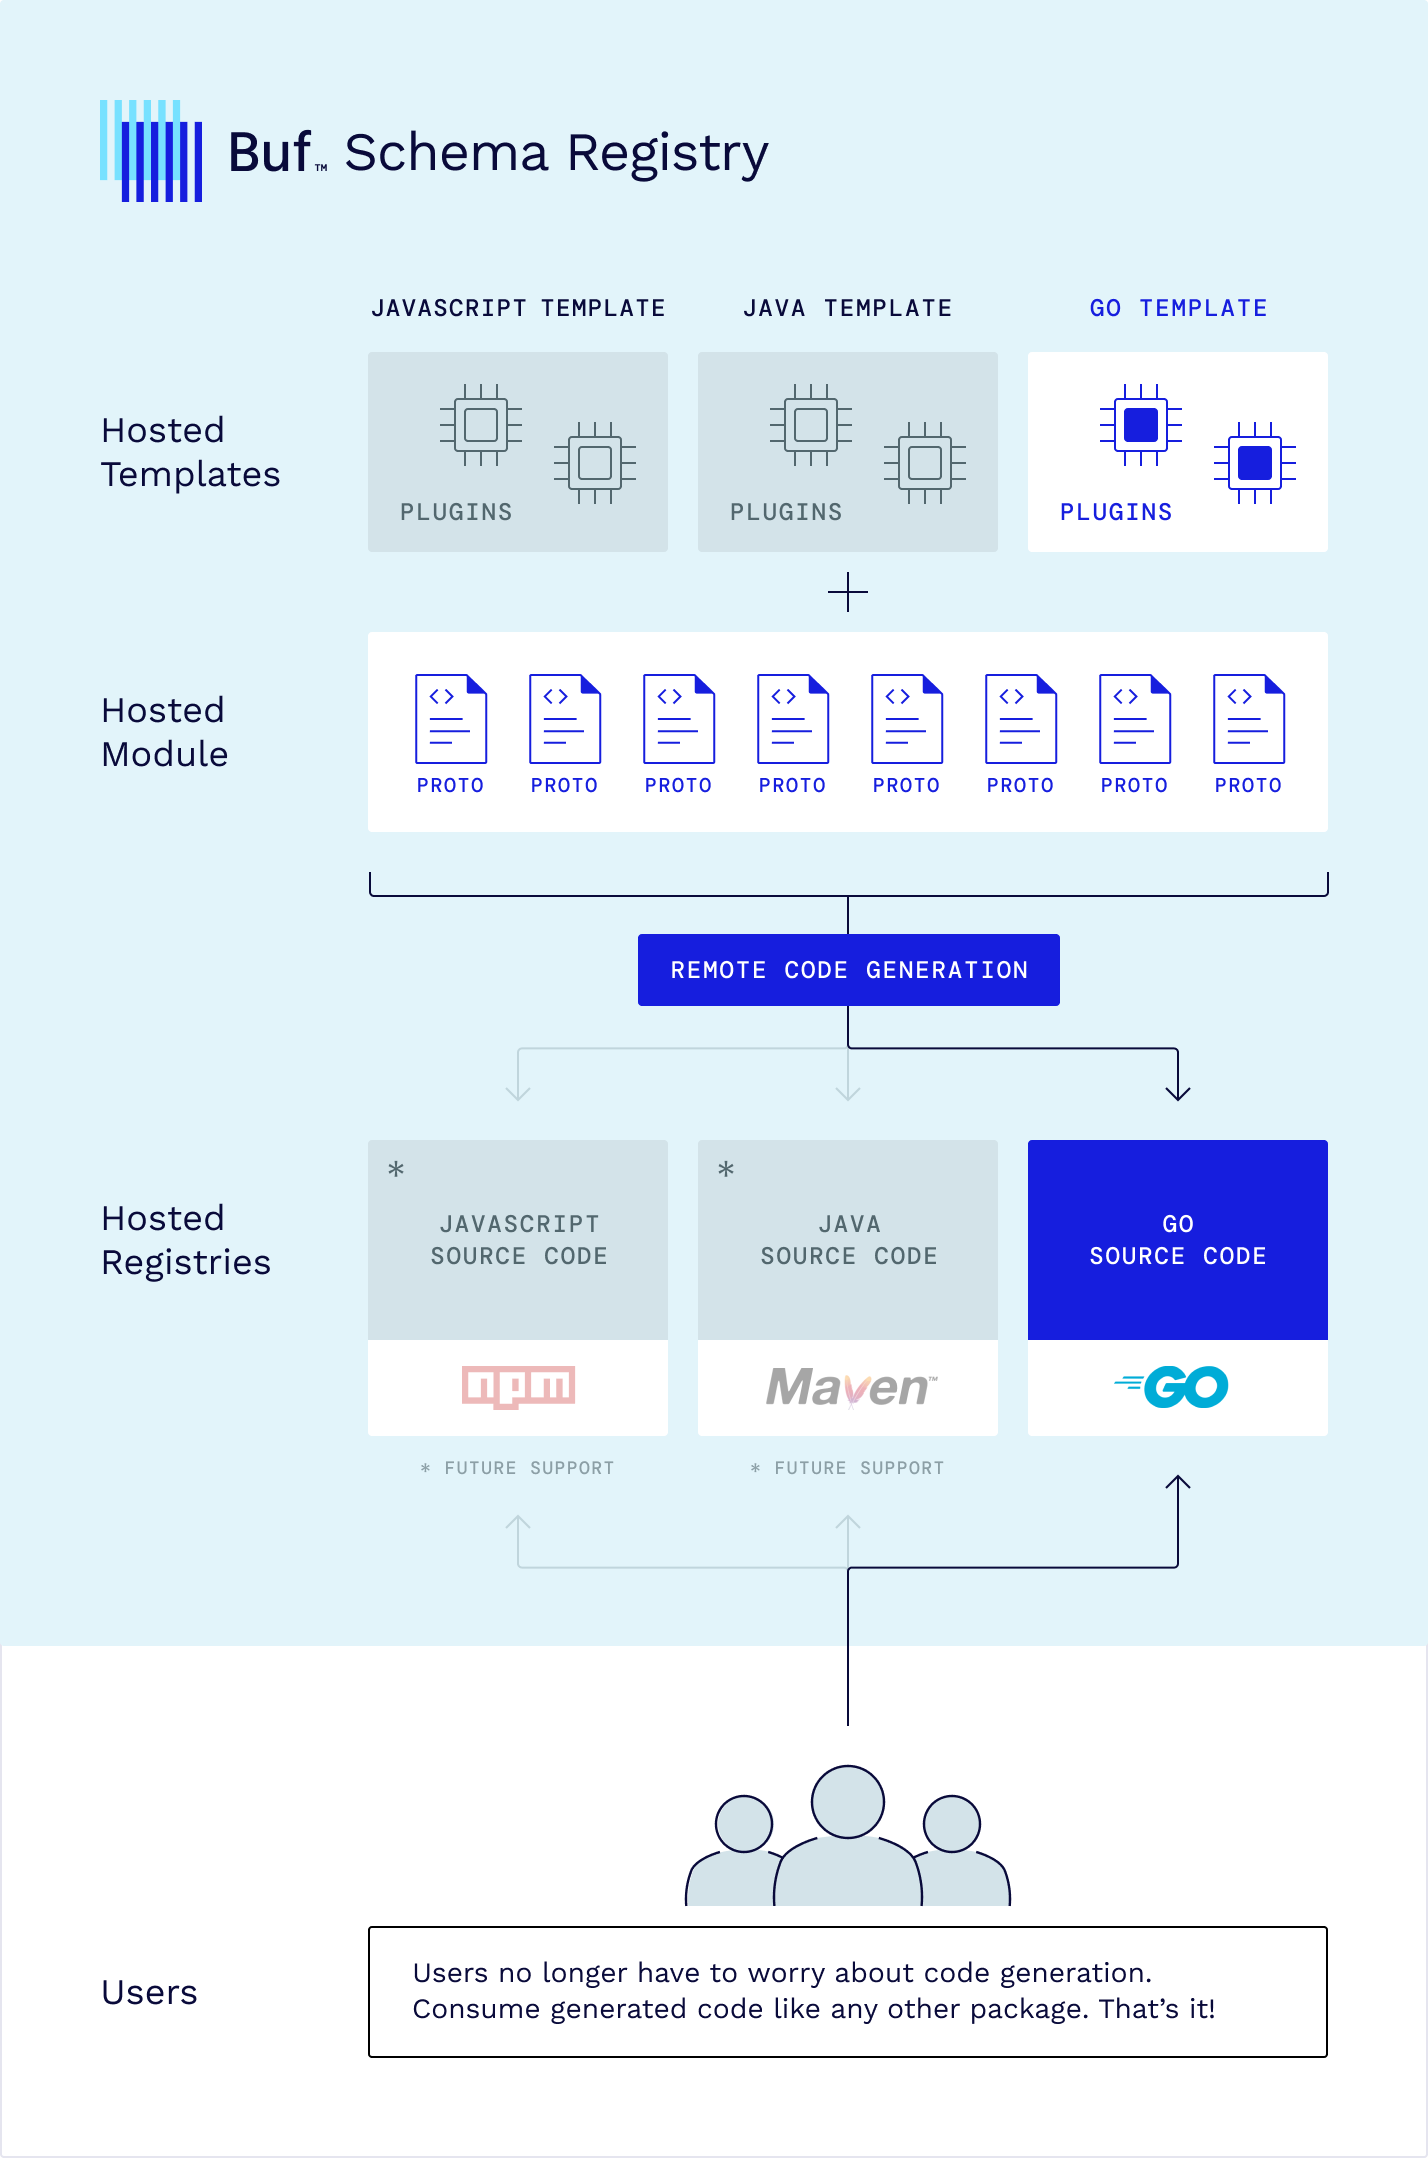 Buf™ Schema Registry
JAVASCRIPT TEMPLATE
JAVA TEMPLATE
GO TEMPLATE
Hosted
Templates
PLUGINS
PLUGINS
PLUGINS
Hosted
Module
<>
<>
<>
<>
<>
<>
<>
<>
PROTO
PROTO
PROTO
PROTO
PROTO
PROTO
PROTO
PROTO
REMOTE CODE GENERATION
Hosted
Registries
*
JAVASCRIPT
SOURCE CODE
*
JAVA
SOURCE CODE
GO
SOURCE CODE
npm
Maven™
GO
* FUTURE SUPPORT
* FUTURE SUPPORT
Users
Users no longer have to worry about code generation.
Consume generated code like any other package. That’s it!